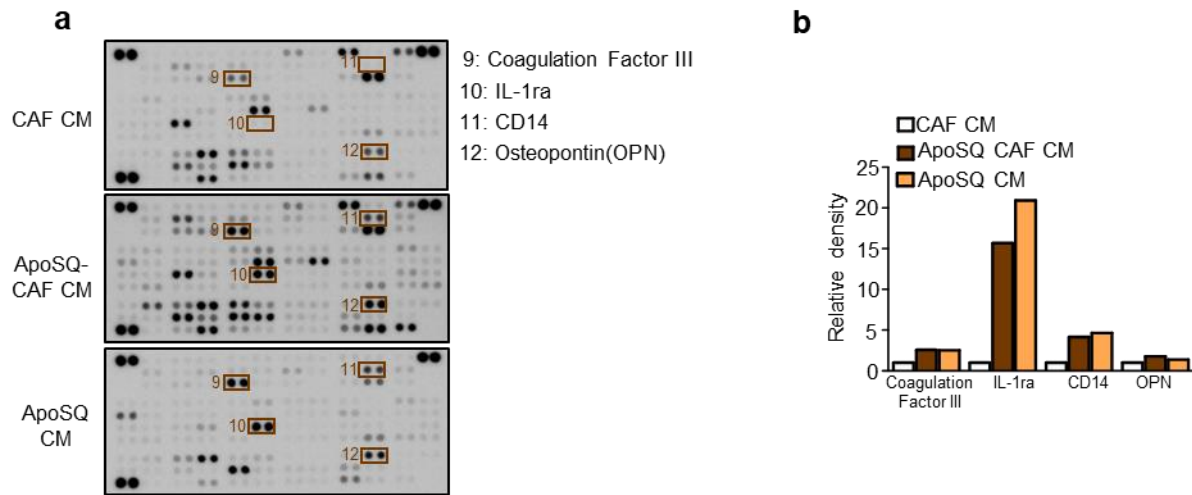 a
CAF CM
9
10
11
12
9: Coagulation Factor III
10: IL-1ra
11: CD14
12: Osteopontin(OPN)
ApoSQ-
CAF CM
9
10
11
12
ApoSQ
CM
9
10
11
12
b
CAF CM
ApoSQ CAF CM
ApoSQ CM
Relative density
25
20
15
10
5
0
Coagulation
Factor III
IL-1ra
CD14
OPN